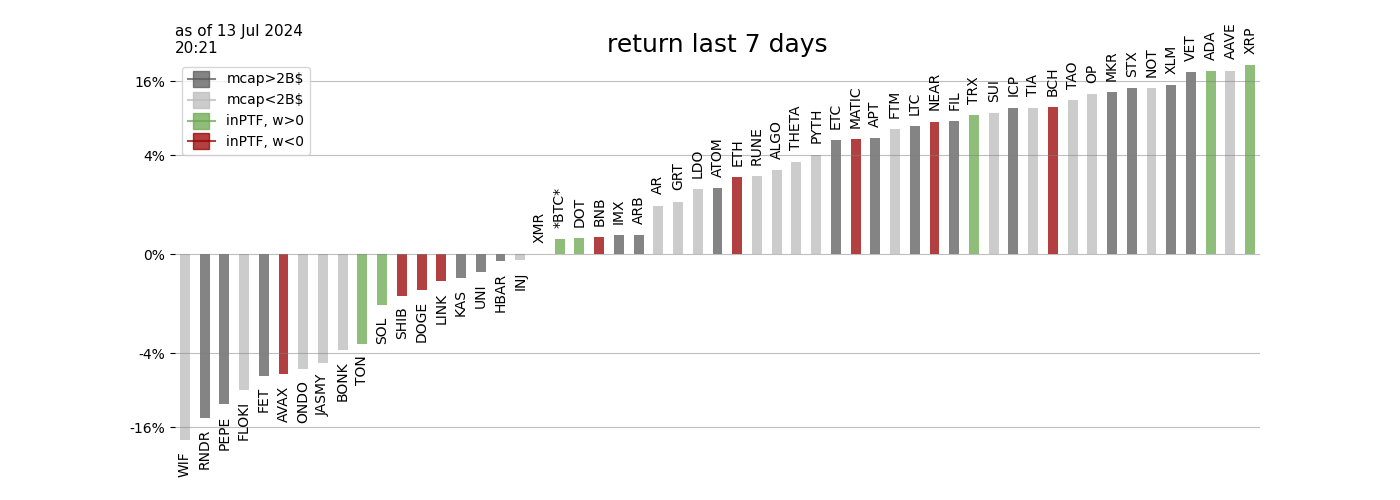 as of 13 Jul 2024
20:21
return last 7 days
mcap>2B$
mcap<2B$
inPTF, w>0
inPTF, w<0
16%
4%
0%
-4%
-16%
WIF
RNDR
PEPE
FLOKI
FET
AVAX
ONDO
JASMY
BONK
TON
SOL
SHIB
DOGE
LINK
KAS
UNI
HBAR
INJ
XMR
*BTC*
DOT
BNB
IMX
ARB
AR
GRT
LDO
ATOM
ETH
RUNE
ALGO
THETA
PYTH
ETC
MATIC
APT
FTM
LTC
NEAR
FIL
TRX
SUI
ICP
TIA
BCH
TAO
OP
MKR
STX
NOT
XLM
VET
ADA
AAVE
XRP